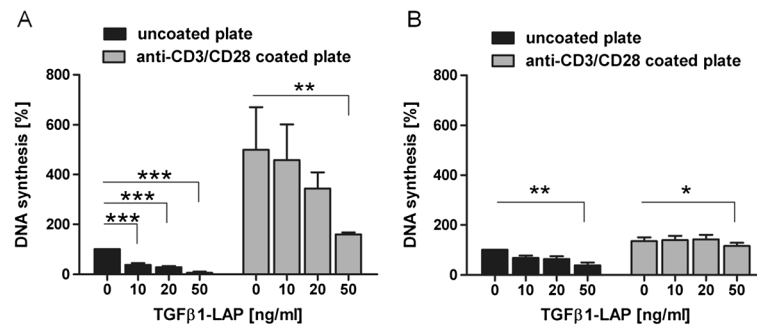 A
uncoated plate
anti-CD3/CD28 coated plate
DNA synthesis [%]
800
600
400
200
0
***
***
***
**
0 10 20 50 0 10 20 50
TGFβ1-LAP [ng/ml]
B
uncoated plate
anti-CD3/CD28 coated plate
DNA synthesis [%]
800
600
400
200
0
**
*
0 10 20 50 0 10 20 50
TGFβ1-LAP [ng/ml]